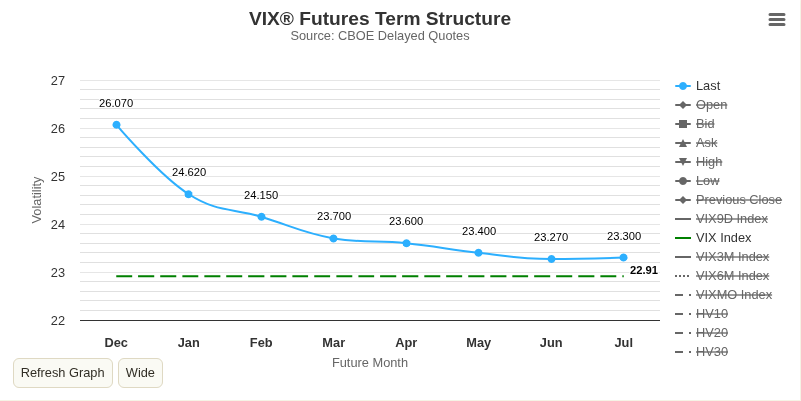 VIX® Futures Term Structure
Source: CBOE Delayed Quotes
27
26
25
24
23
22
Volatility
26.070
24.620
24.150
23.700
23.600
23.400
23.270
23.300
22.91
Dec Jan Feb Mar Apr May Jun Jul
Future Month
Last
Open
Bid
Ask
High
Low
Previous Close
VIX9D Index
VIX Index
VIX3M Index
VIX6M Index
VIXMO Index
HV10
HV20
HV30
Refresh Graph
Wide